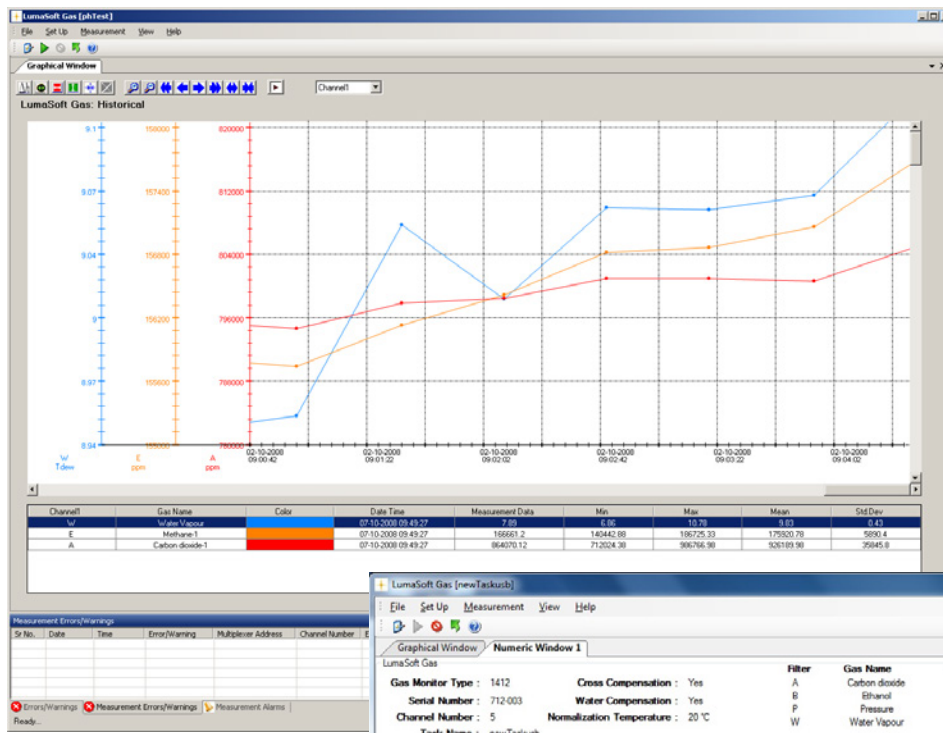 LumaSoft Gas [phTest]
File Set Up Measurement View Help
Graphical Window
Channel1
LumaSoft Gas: Historical
9.1 158000 820000
9.07 157400 812000
9.04 156800 804000
9 156200 796000
8.97 155600 788000
8.94 155000 780000
W E A
Tdew ppm ppm
02-10-2008 02-10-2008 02-10-2008 02-10-2008 02-10-2008 02-10-2008
09:00:42 09:01:22 09:02:02 09:02:42 09:03:22 09:04:02
Channel1 Gas Name Color Date Time Measurement Data Min Max Mean Std.Dev
W Water Vapour 07-10-2008 09:49:27 7.89 6.86 10.78 9.83 0.43
E Methane-1 07-10-2008 09:49:27 166661.2 140442.88 186725.33 175920.78 5890.4
A Carbon dioxide-1 07-10-2008 09:49:27 864070.12 712024.38 986766.98 926189.98 35845.8
Measurement Errors/Warnings
Sr No. Date Time Error/Warning Multiplexer Address Channel Number E
Errors/Warnings Measurement Errors/Warnings Measurement Alarms
Ready...
LumaSoft Gas [newTaskusb]
File Set Up Measurement View Help
Graphical Window Numeric Window 1
LumaSoft Gas
Filter Gas Name
Gas Monitor Type : 1412 Cross Compensation : Yes A Carbon dioxide
Serial Number : 712-003 Water Compensation : Yes B Ethanol
P Pressure
Channel Number : 5 Normalization Temperature : 20 °C W Water Vapour
Task Name : newTaskusb